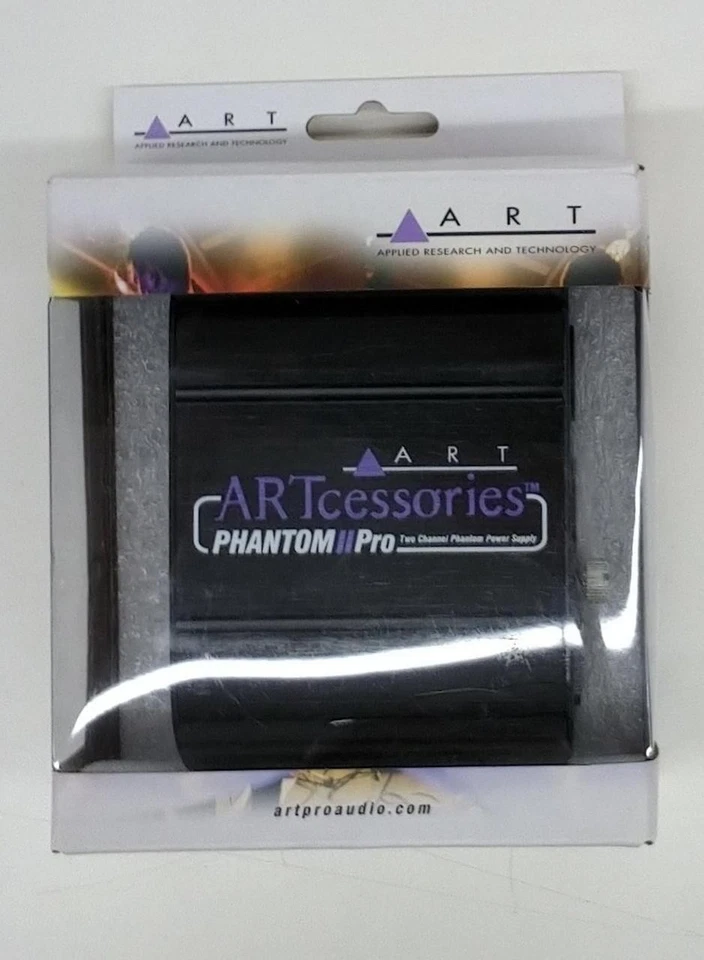 ART
APPLIED RESEARCH AND TECHNOLOGY
ART
APPLIED RESEARCH AND TECHNOLOGY
ART
ARTcessories™
PHANTOM II Pro Two Channel Phantom Power Supply
artproaudio.com